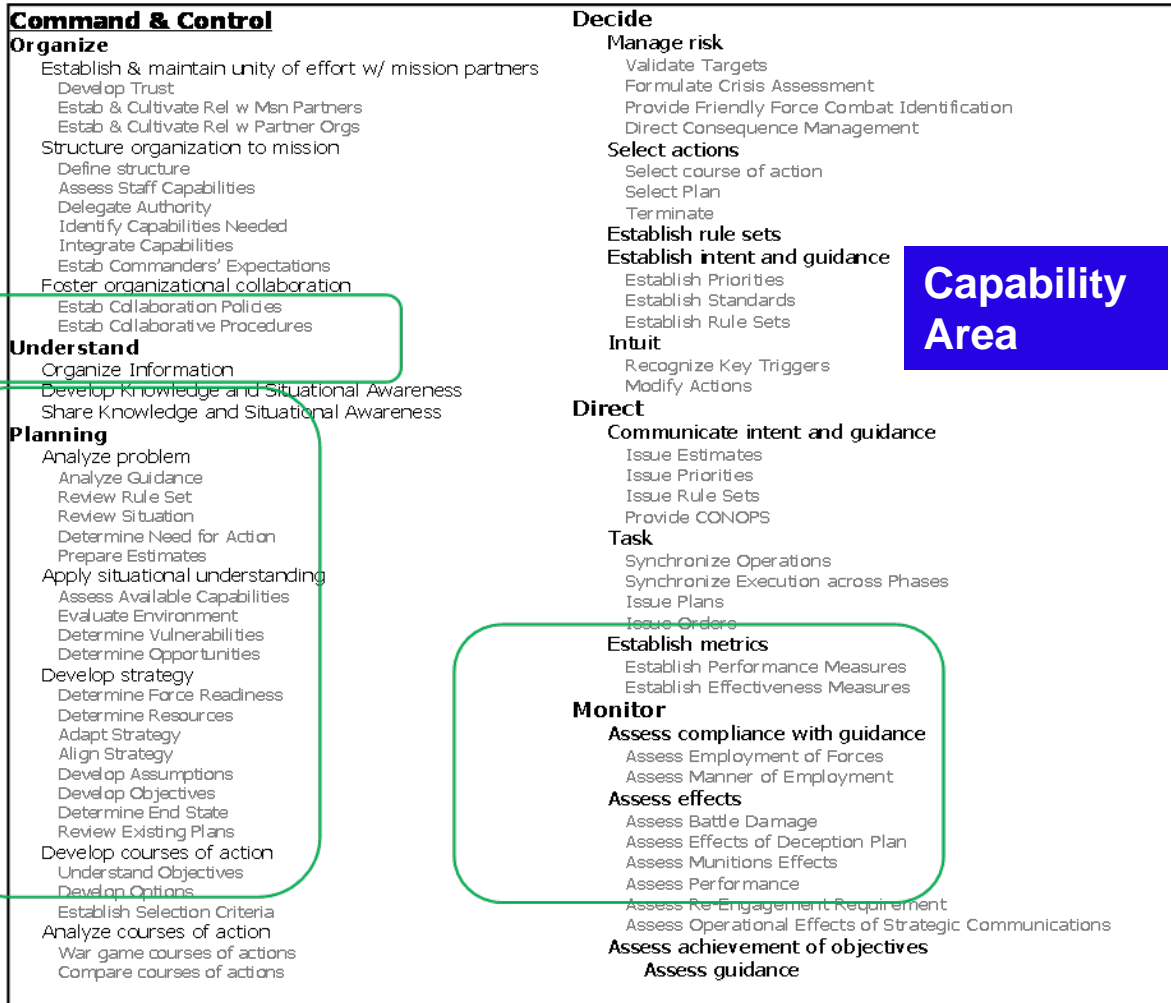 Command & Control
Organize
Establish & maintain unity of effort w/ mission partners
Develop Trust
Estab & Cultivate Rel w Msn Partners
Estab & Cultivate Rel w Partner Orgs
Structure organization to mission
Define structure
Assess Staff Capabilities
Delegate Authority
Identify Capabilities Needed
Integrate Capabilities
Estab Commanders' Expectations
Foster organizational collaboration
Estab Collaboration Policies
Estab Collaborative Procedures
Understand
Organize Information
Develop Knowledge and Situational Awareness
Share Knowledge and Situational Awareness
Planning
Analyze problem
Analyze Guidance
Review Rule Set
Review Situation
Determine Need for Action
Prepare Estimates
Apply situational understanding
Assess Available Capabilities
Evaluate Environment
Determine Vulnerabilities
Determine Opportunities
Develop strategy
Determine Force Readiness
Determine Resources
Adapt Strategy
Align Strategy
Develop Assumptions
Develop Objectives
Determine End State
Review Existing Plans
Develop courses of action
Understand Objectives
Develop Options
Establish Selection Criteria
Analyze courses of action
War game courses of actions
Compare courses of actions
Decide
Manage risk
Validate Targets
Formulate Crisis Assessment
Provide Friendly Force Combat Identification
Direct Consequence Management
Select actions
Select course of action
Select Plan
Terminate
Establish rule sets
Establish intent and guidance
Establish Priorities
Establish Standards
Establish Rule Sets
Intuit
Recognize Key Triggers
Modify Actions
Direct
Communicate intent and guidance
Issue Estimates
Issue Priorities
Issue Rule Sets
Provide CONOPS
Task
Synchronize Operations
Synchronize Execution across Phases
Issue Plans
Issue Orders
Establish metrics
Establish Performance Measures
Establish Effectiveness Measures
Monitor
Assess compliance with guidance
Assess Employment of Forces
Assess Manner of Employment
Assess effects
Assess Battle Damage
Assess Effects of Deception Plan
Assess Munitions Effects
Assess Performance
Assess Re-Engagement Requirement
Assess Operational Effects of Strategic Communications
Assess achievement of objectives
Assess guidance
Capability
Area